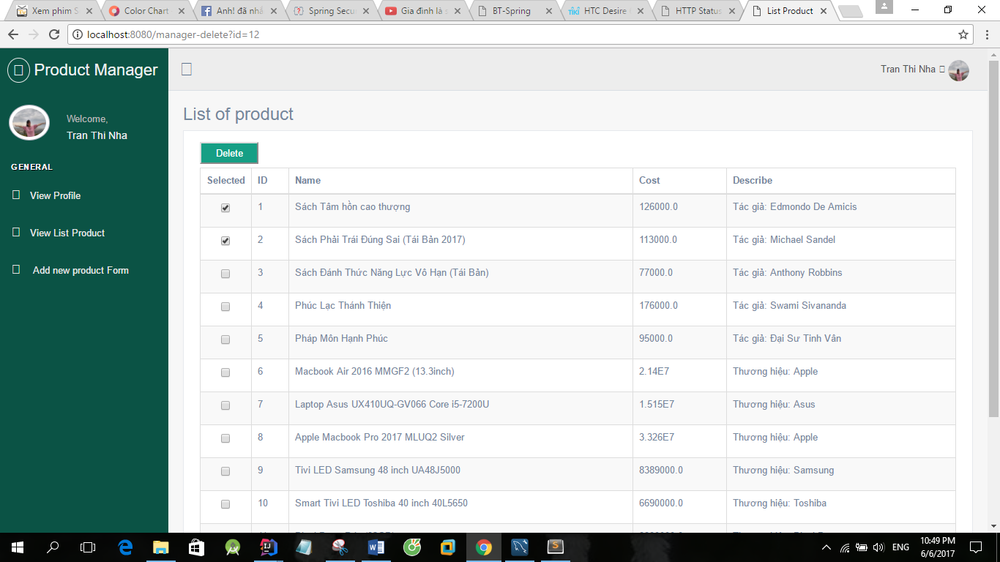 Xem phim S
Color Chart
Anh! đã nhắ
Spring Secu
Gia đình là s
BT-Spring
HTC Desire
HTTP Status
List Product
localhost:8080/manager-delete?id=12
Product Manager
Tran Thi Nha
Welcome,
Tran Thi Nha
GENERAL
View Profile
View List Product
Add new product Form
List of product
Delete
Selected ID Name Cost Describe
1 Sách Tâm hồn cao thượng 126000.0 Tác giả: Edmondo De Amicis
2 Sách Phải Trái Đúng Sai (Tái Bản 2017) 113000.0 Tác giả: Michael Sandel
3 Sách Đánh Thức Năng Lực Vô Hạn (Tái Bản) 77000.0 Tác giả: Anthony Robbins
4 Phúc Lạc Thánh Thiện 176000.0 Tác giả: Swami Sivananda
5 Pháp Môn Hạnh Phúc 95000.0 Tác giả: Đại Sư Tinh Vân
6 Macbook Air 2016 MMGF2 (13.3inch) 2.14E7 Thương hiệu: Apple
7 Laptop Asus UX410UQ-GV066 Core i5-7200U 1.515E7 Thương hiệu: Asus
8 Apple Macbook Pro 2017 MLUQ2 Silver 3.326E7 Thương hiệu: Apple
9 Tivi LED Samsung 48 inch UA48J5000 8389000.0 Thương hiệu: Samsung
10 Smart Tivi LED Toshiba 40 inch 40L5650 6690000.0 Thương hiệu: Toshiba
ENG
10:49 PM
6/6/2017